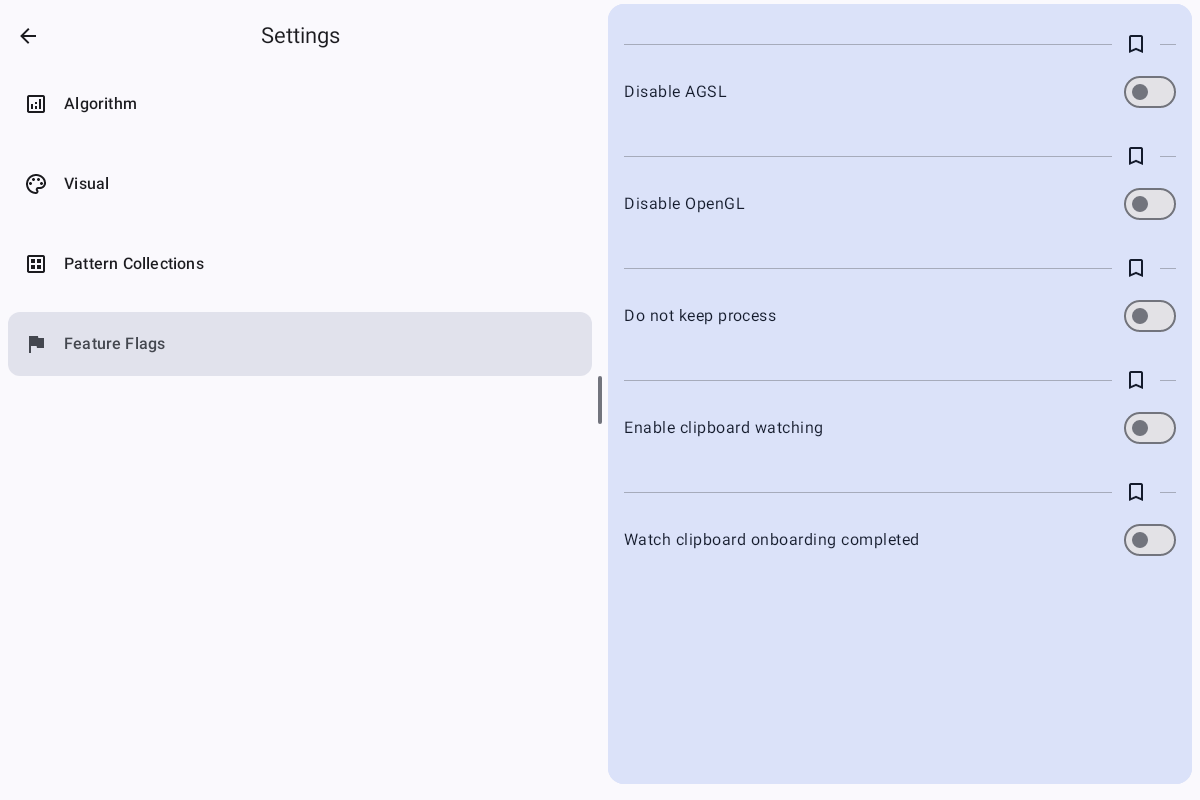 Settings
Algorithm
Visual
Pattern Collections
Feature Flags
Disable AGSL
Disable OpenGL
Do not keep process
Enable clipboard watching
Watch clipboard onboarding completed